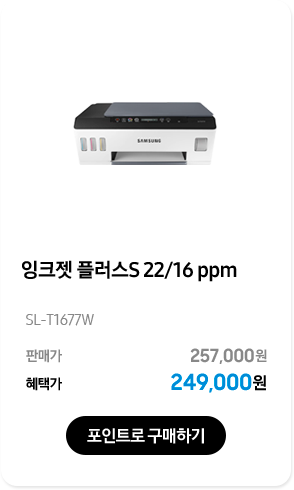 SAMSUNG
잉크젯 플러스S 22/16 ppm
SL-T1677W
판매가 257,000원
혜택가 249,000원
포인트로 구매하기